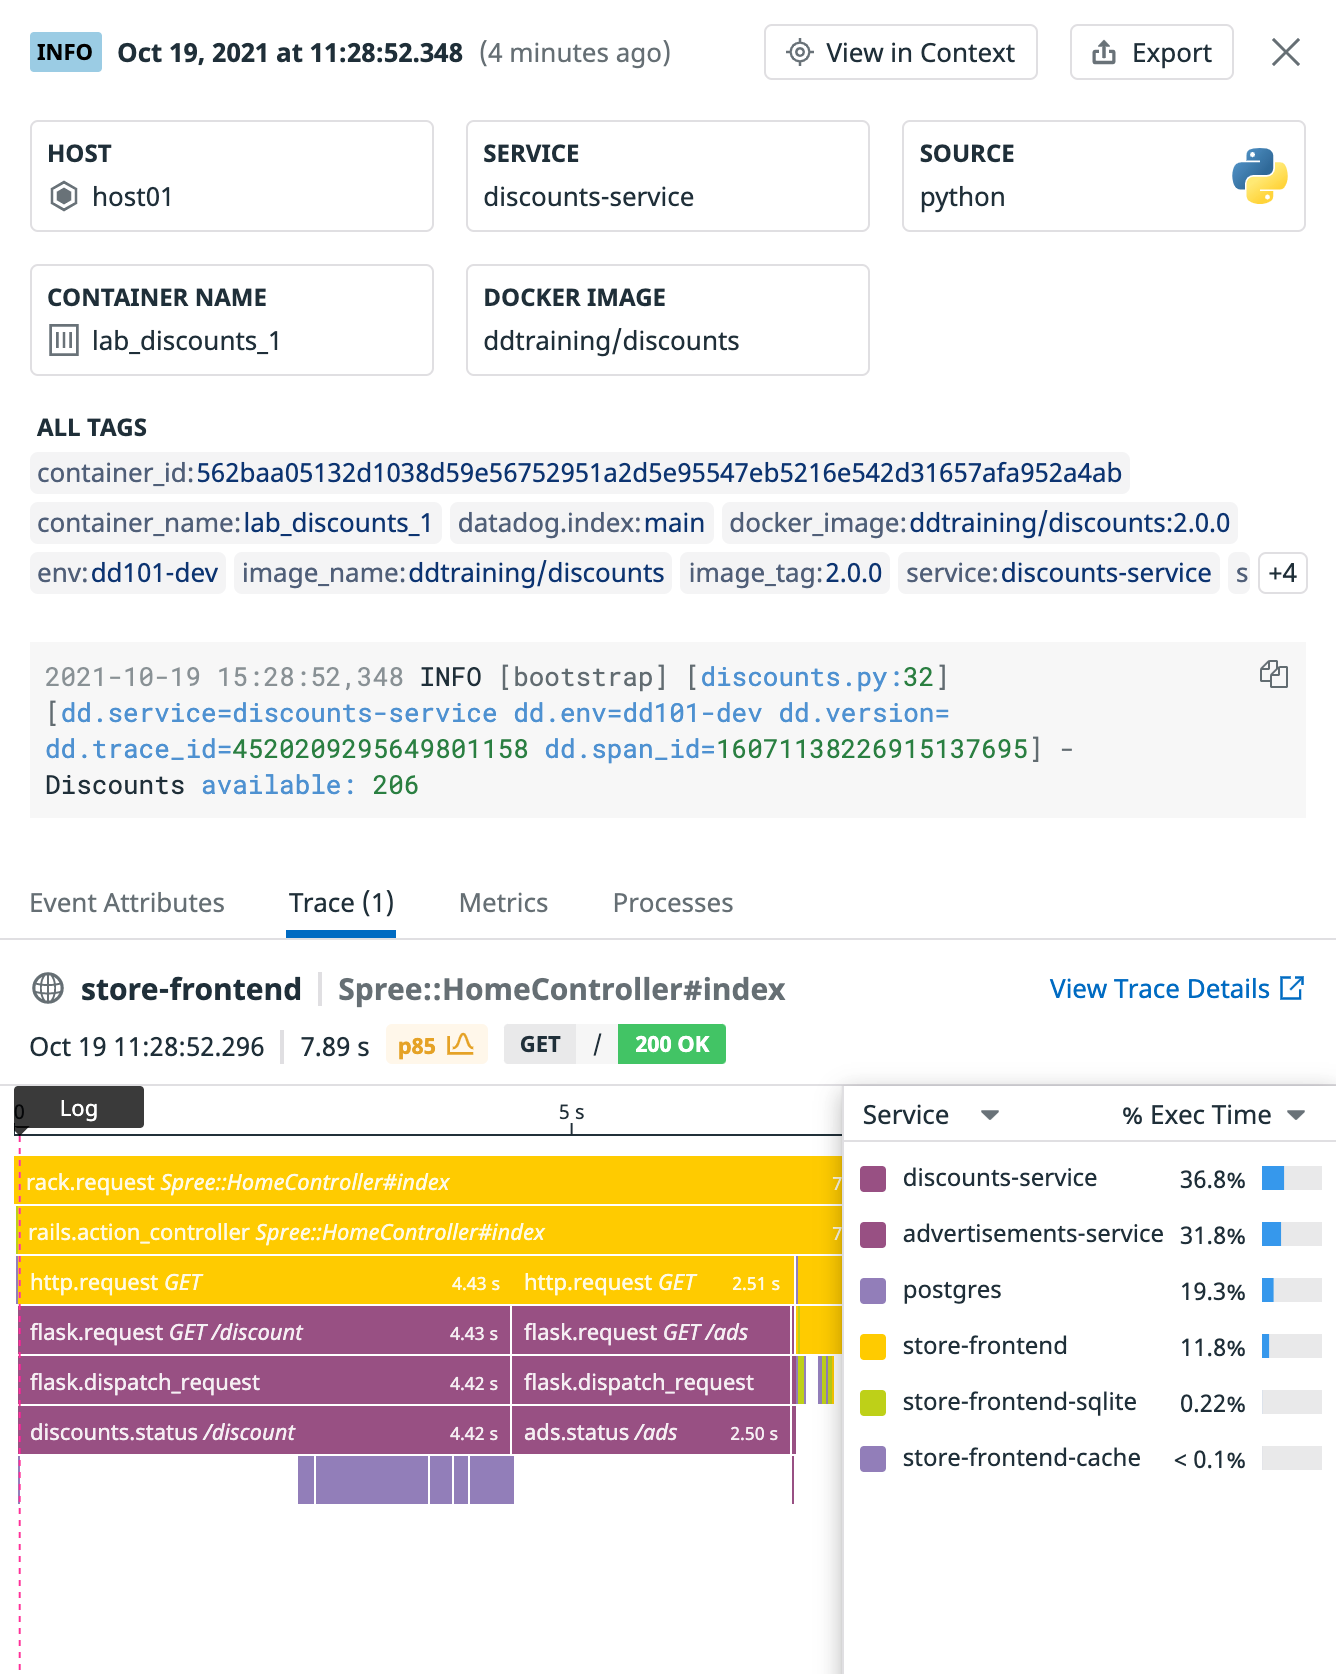 INFO Oct 19, 2021 at 11:28:52.348 (4 minutes ago) View in Context Export
HOST
host01
SERVICE
discounts-service
SOURCE
python
CONTAINER NAME
lab_discounts_1
DOCKER IMAGE
ddtraining/discounts
ALL TAGS
container_id:562baa05132d1038d59e56752951a2d5e95547eb5216e542d31657afa952a4ab
container_name:lab_discounts_1 datadog.index:main docker_image:ddtraining/discounts:2.0.0
env:dd101-dev image_name:ddtraining/discounts image_tag:2.0.0 service:discounts-service s +4
2021-10-19 15:28:52,348 INFO [bootstrap] [discounts.py:32]
[dd.service=discounts-service dd.env=dd101-dev dd.version=
dd.trace_id=4520209295649801158 dd.span_id=16071138226915137695] -
Discounts available: 206
Event Attributes Trace (1) Metrics Processes
store-frontend Spree::HomeController#index View Trace Details
Oct 19 11:28:52.296 7.89 s p85 GET / 200 OK
0 Log 5 s
rack.request Spree::HomeController#index 7
rails.action_controller Spree::HomeController#index 7
http.request GET 4.43 s http.request GET 2.51 s
flask.request GET /discount 4.43 s flask.request GET /ads
flask.dispatch_request 4.42 s flask.dispatch_request
discounts.status /discount 4.42 s ads.status /ads 2.50 s
Service % Exec Time
discounts-service 36.8%
advertisements-service 31.8%
postgres 19.3%
store-frontend 11.8%
store-frontend-sqlite 0.22%
store-frontend-cache < 0.1%